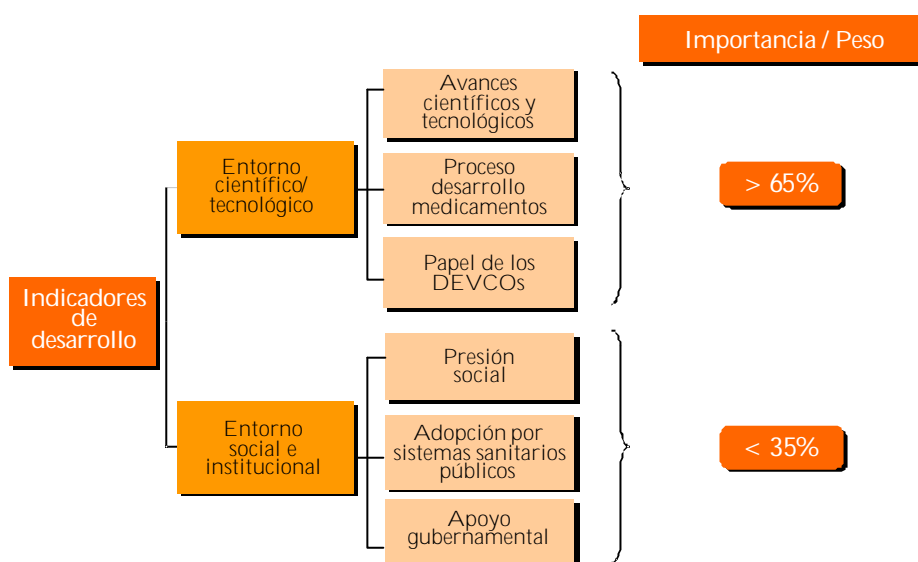 Importancia / Peso
Avances
científicos y
tecnológicos
Entorno
científico/
tecnológico
Proceso
desarrollo
medicamentos
> 65%
Papel de los
DEVCOs
Indicadores
de
desarrollo
Presión
social
Entorno
social e
institucional
Adopción por
sistemas sanitarios
públicos
< 35%
Apoyo
gubernamental